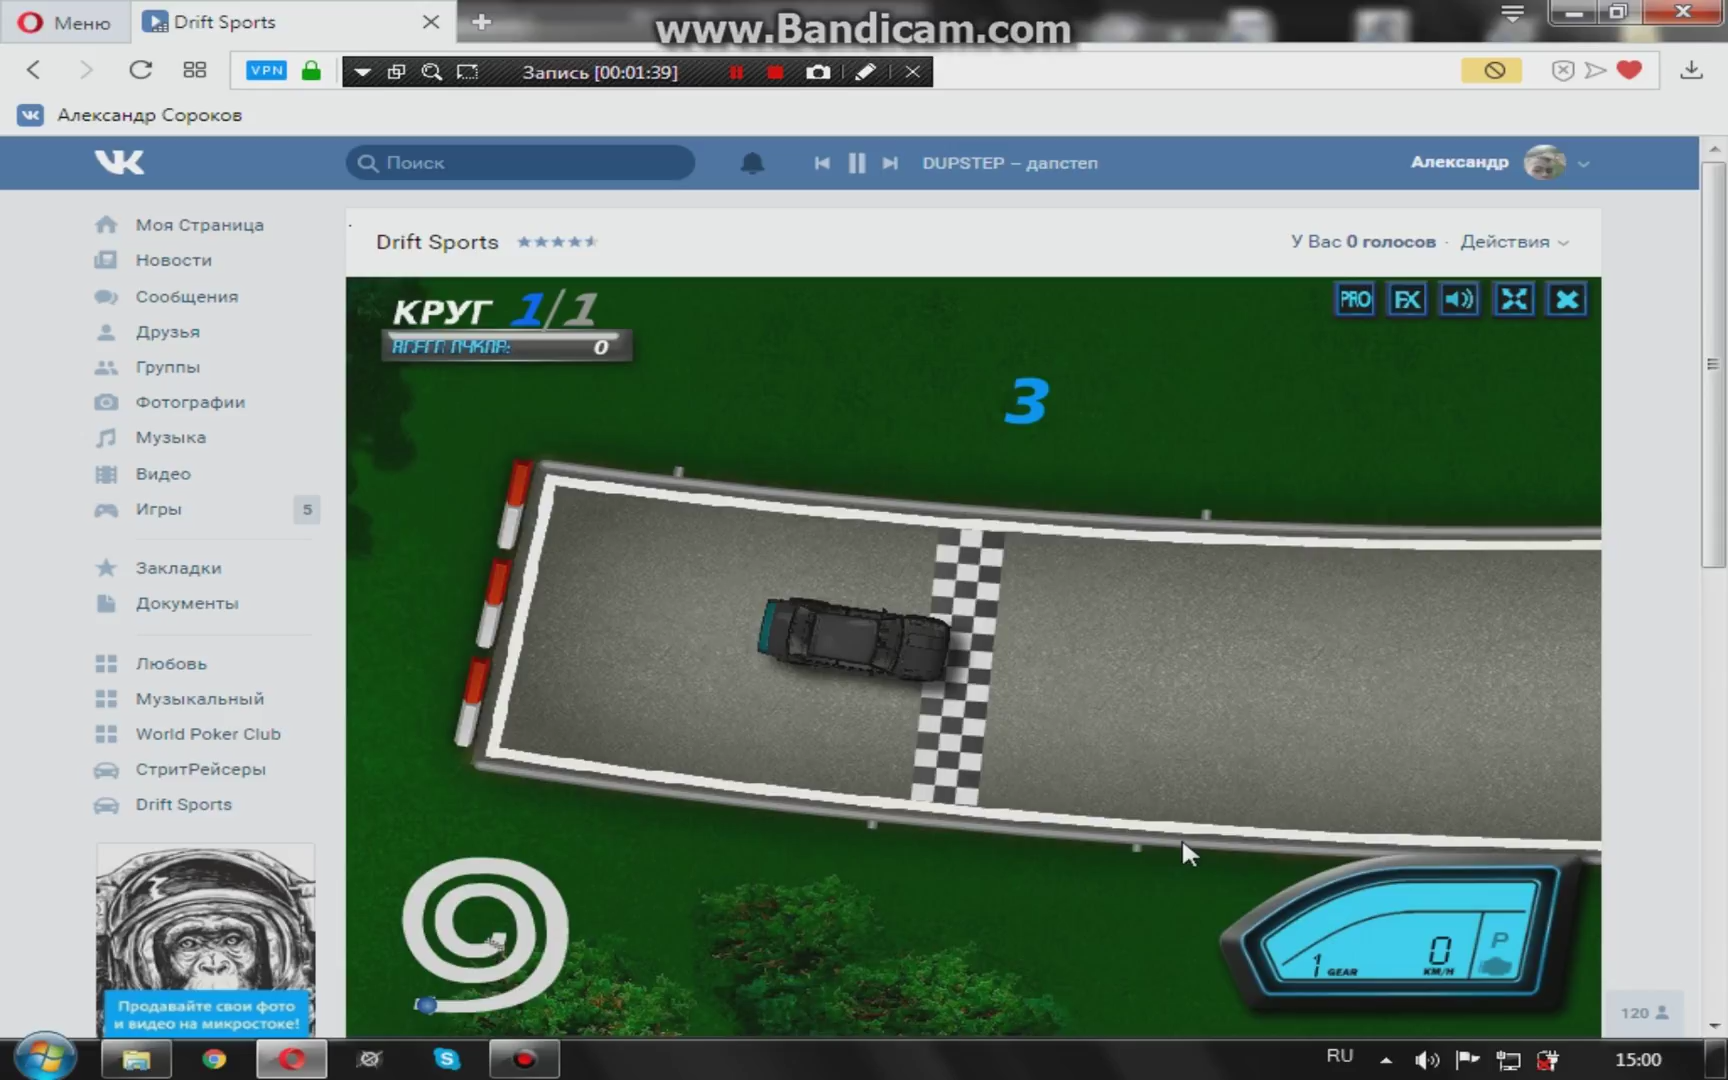 Меню
Drift Sports
www.Bandicam.com
VPN
Запись [00:01:39]
Александр Сороков
Поиск
DUPSTEP – дапстеп
Александр
Моя Страница
Новости
Сообщения
Друзья
Группы
Фотографии
Музыка
Видео
Игры
5
Закладки
Документы
Любовь
Музыкальный
World Poker Club
СтритРейсеры
Drift Sports
Продавайте свои фото
и видео на микростоке!
Drift Sports
У Вас 0 голосов · Действия
КРУГ 1/1
0
PRO
FX
3
1 GEAR
0
KM/H
P
120
RU
15:00